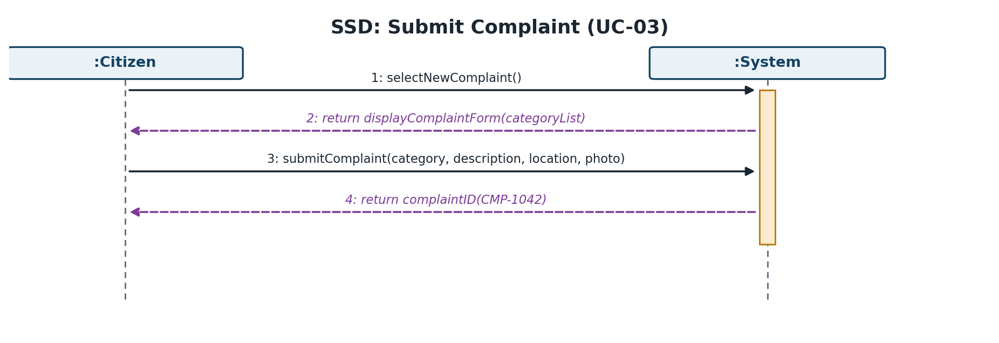 SSD: Submit Complaint (UC-03)
:Citizen
:System
1: selectNewComplaint()
2: return displayComplaintForm(categoryList)
3: submitComplaint(category, description, location, photo)
4: return complaintID(CMP-1042)